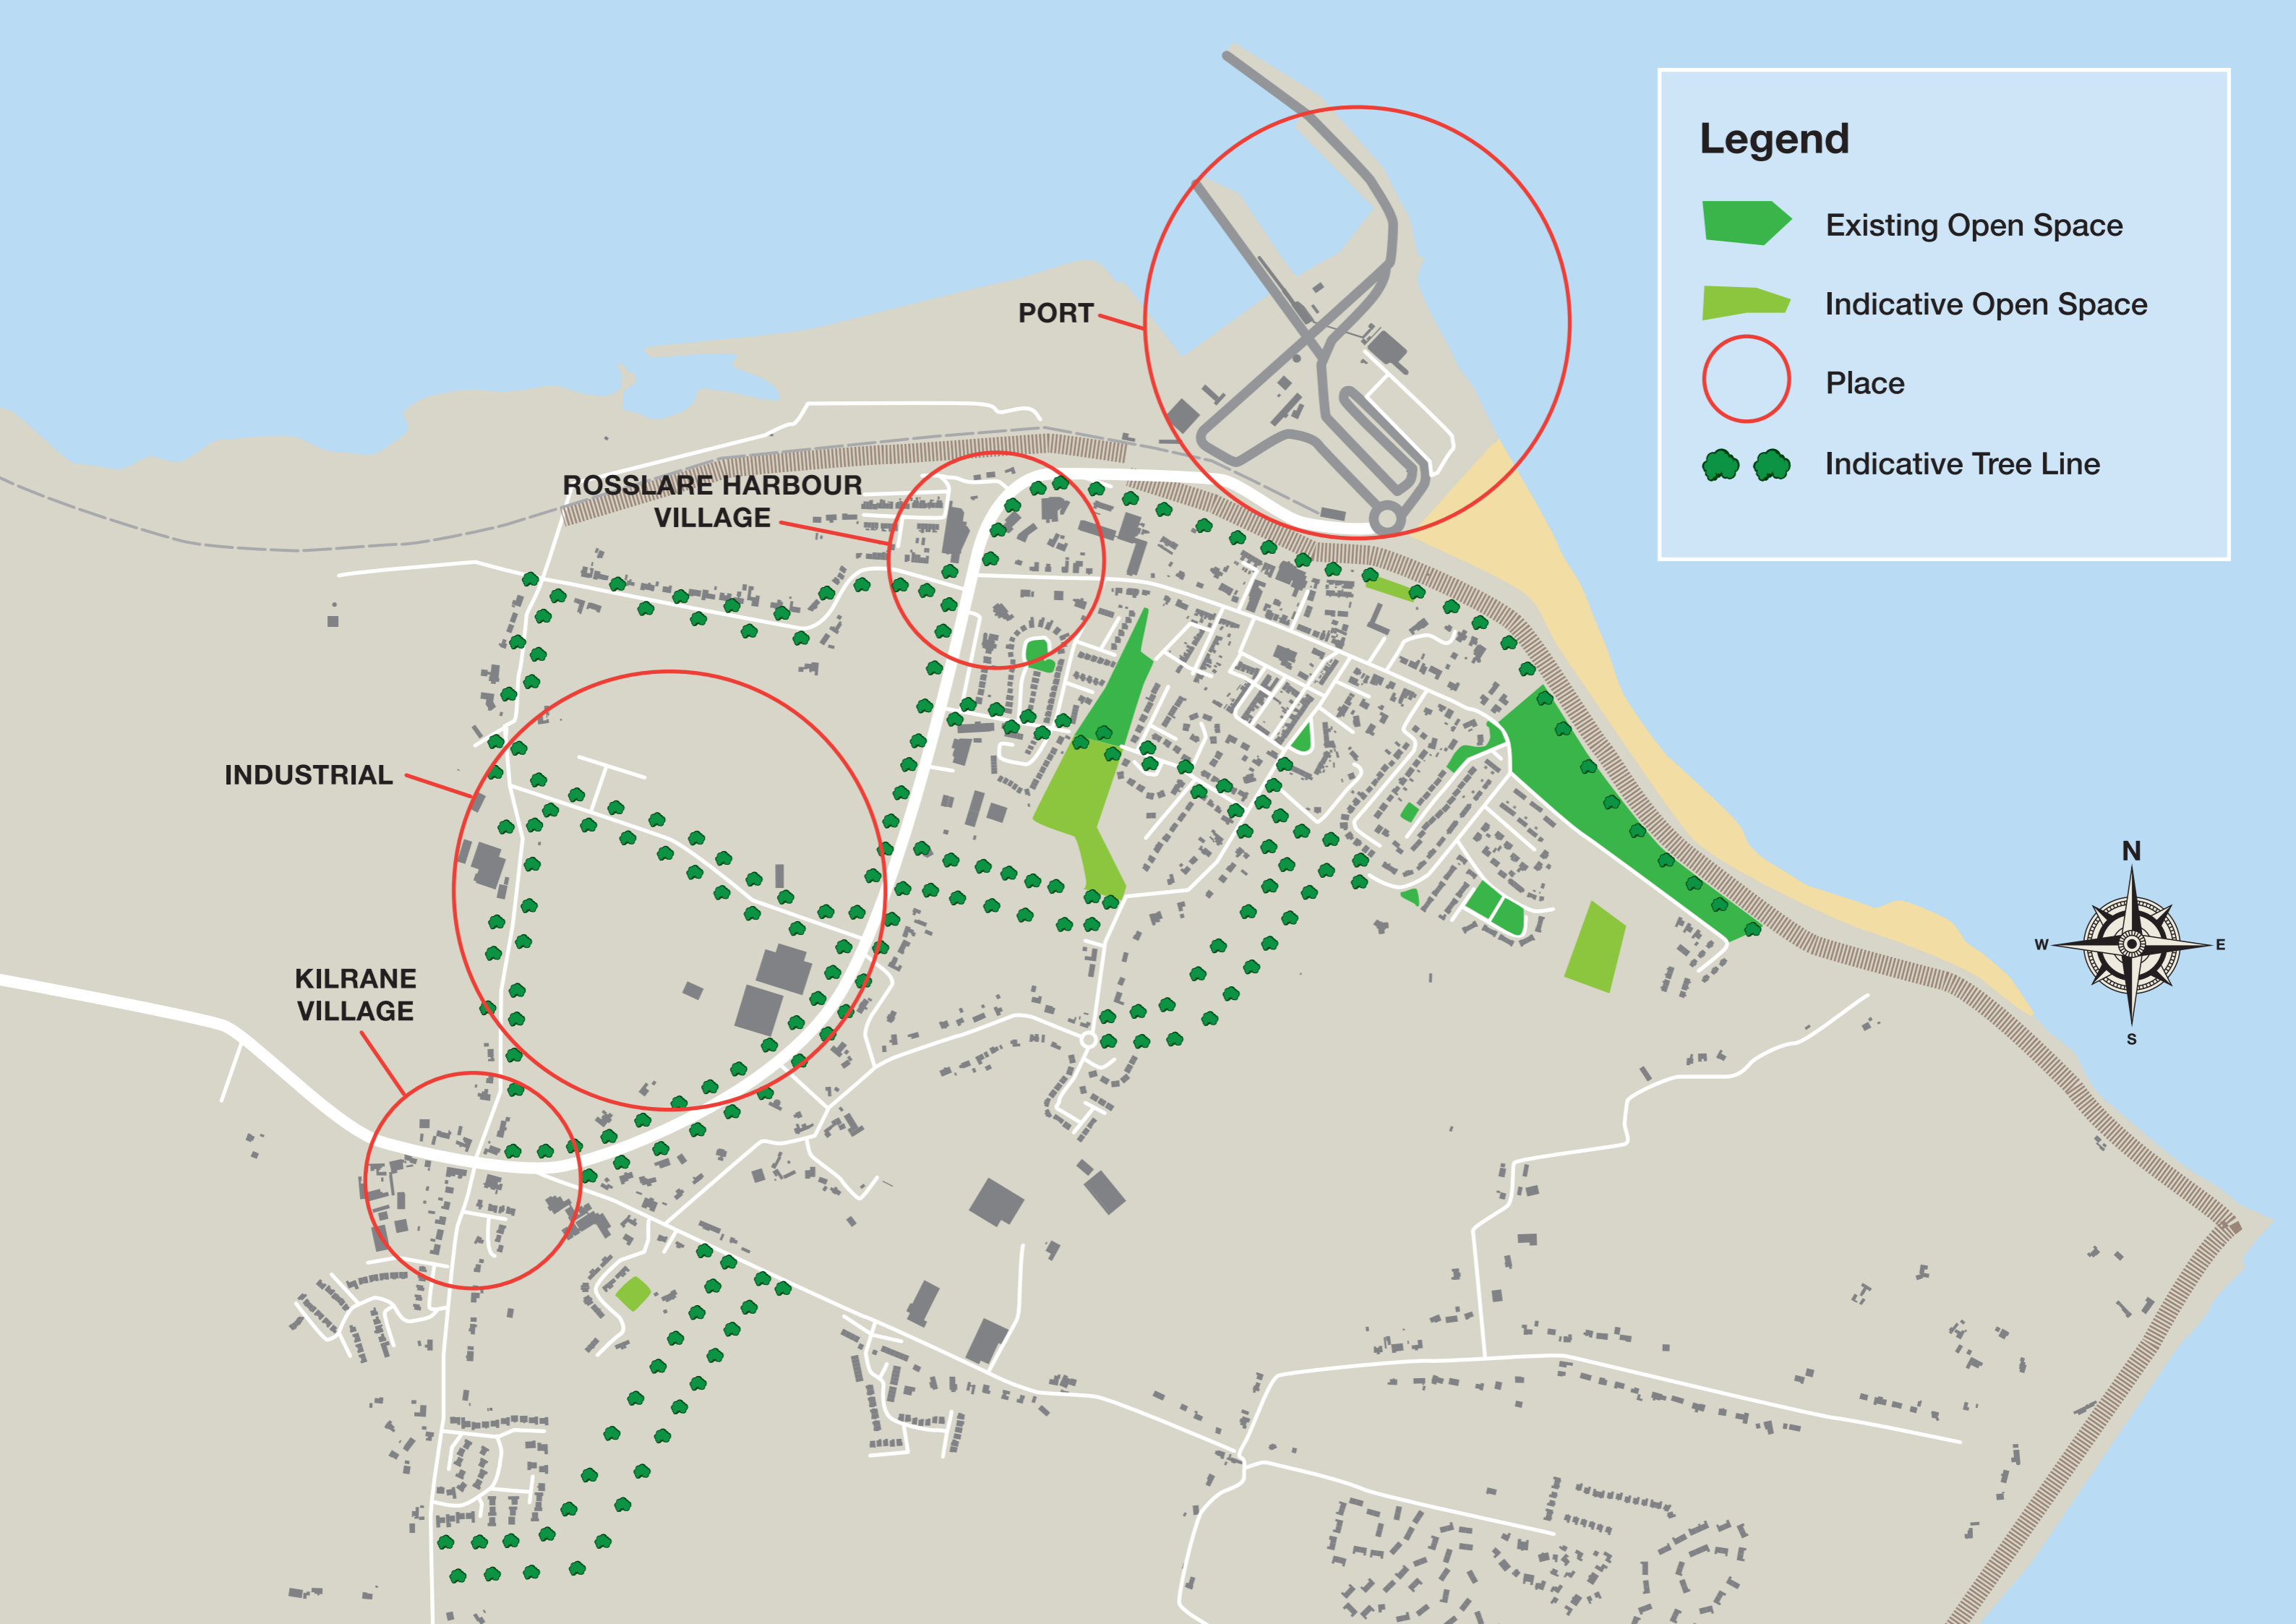 Legend
Existing Open Space
Indicative Open Space
Place
Indicative Tree Line
PORT
ROSSLARE HARBOUR
VILLAGE
INDUSTRIAL
KILRANE
VILLAGE
N
W
E
S